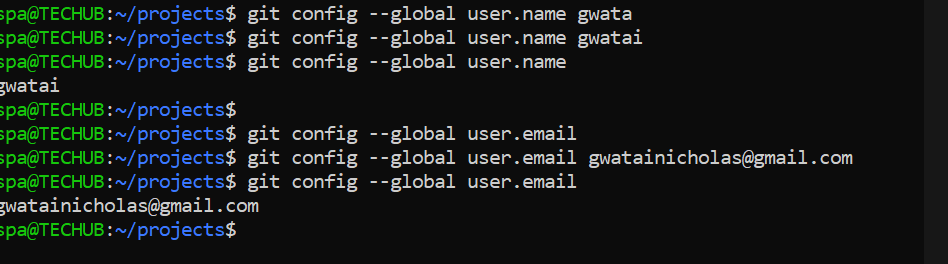 spa@TECHUB:~/projects$ git config --global user.name gwata
spa@TECHUB:~/projects$ git config --global user.name gwatai
spa@TECHUB:~/projects$ git config --global user.name
gwatai
spa@TECHUB:~/projects$
spa@TECHUB:~/projects$ git config --global user.email
spa@TECHUB:~/projects$ git config --global user.email gwatainicholas@gmail.com
spa@TECHUB:~/projects$ git config --global user.email
gwatainicholas@gmail.com
spa@TECHUB:~/projects$